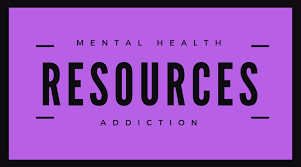 MENTAL HEALTH
RESOURCES
ADDICTION